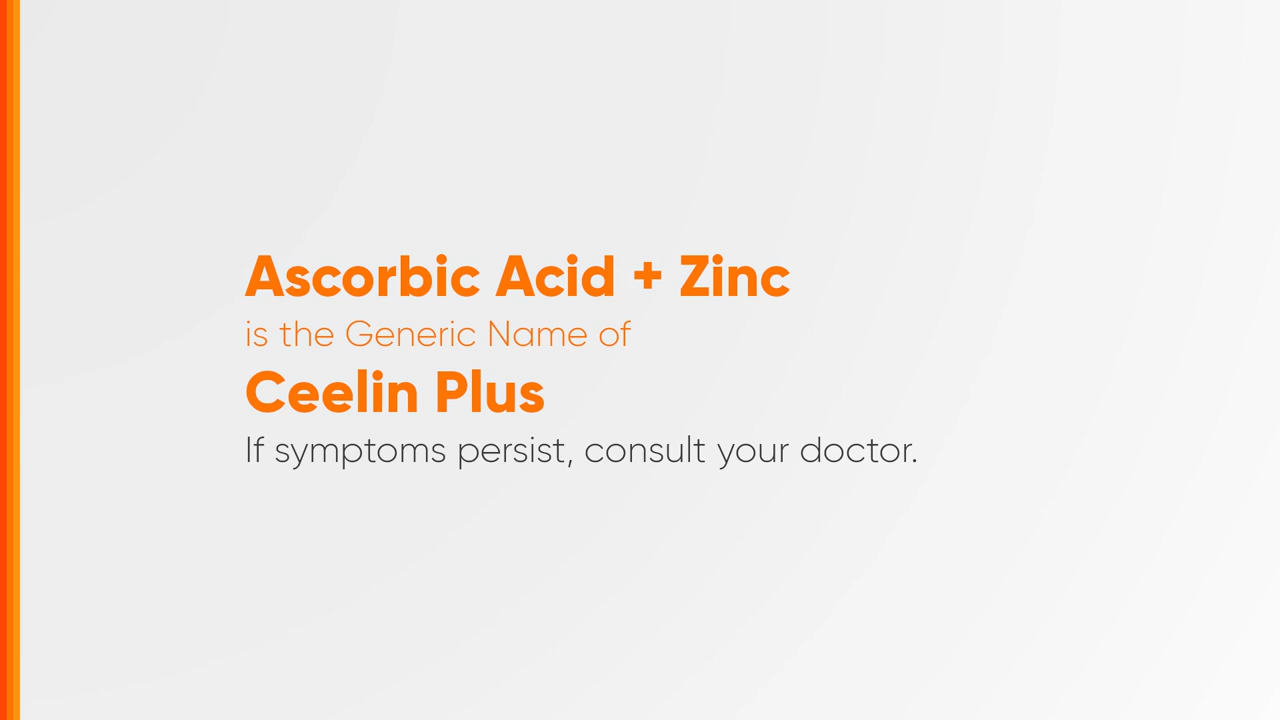 Ascorbic Acid + Zinc
is the Generic Name of
Ceelin Plus
If symptoms persist, consult your doctor.